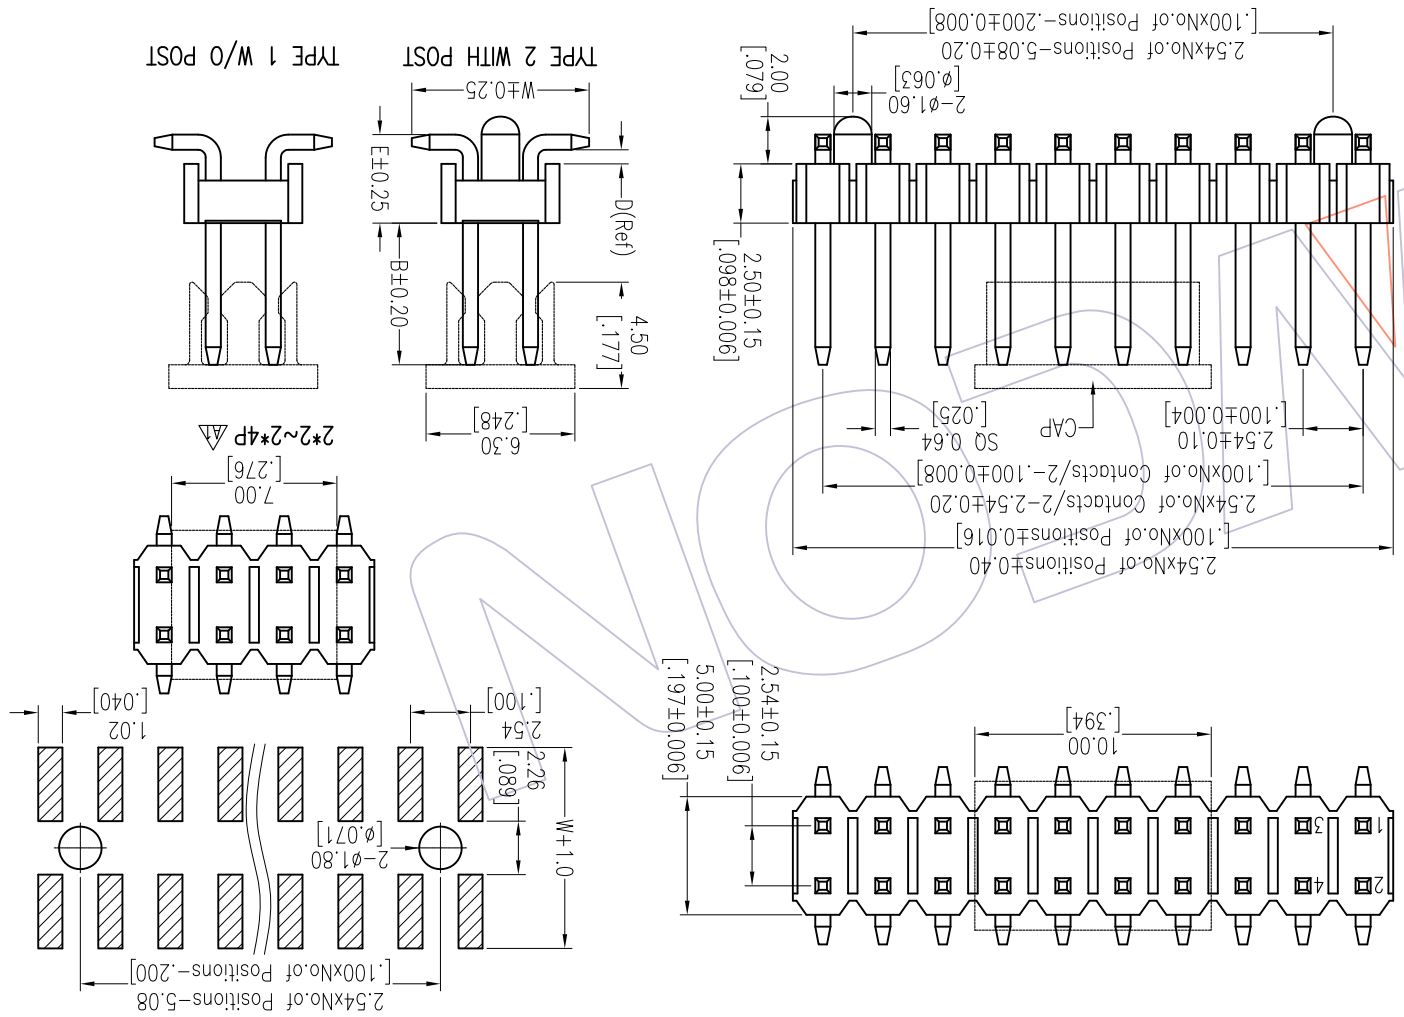 2
4
1
3
10.00
[.394]
2.54±0.15
[.100±0.006]
5.00±0.15
[.197±0.006]
2.54xNo.of Positions-5.08
[.100xNo.of Positions-.200]
W+1.0
2-ø1.80
[ø.071]
2.26
[.089]
2.54
[.100]
1.02
[.040]
2.54xNo.of Positions±0.40
[.100xNo.of Positions±0.016]
2.54xNo.of Contacts/2-2.54±0.20
[.100xNo.of Contacts/2-.100±0.008]
2.54±0.10
[.100±0.004]
CAP
SQ 0.64
[.025]
2.50±0.15
[.098±0.006]
2.00
[.079]
2-ø1.60
[ø.063]
2.54xNo.of Positions-5.08±0.20
[.100xNo.of Positions-.200±0.008]
7.00
[.276]
2*2~2*4P
A1
6.30
[.248]
4.50
[.177]
B±0.20
D(Ref)
E±0.25
W±0.25
TYPE 2 WITH POST
TYPE 1 W/O POST
WCON